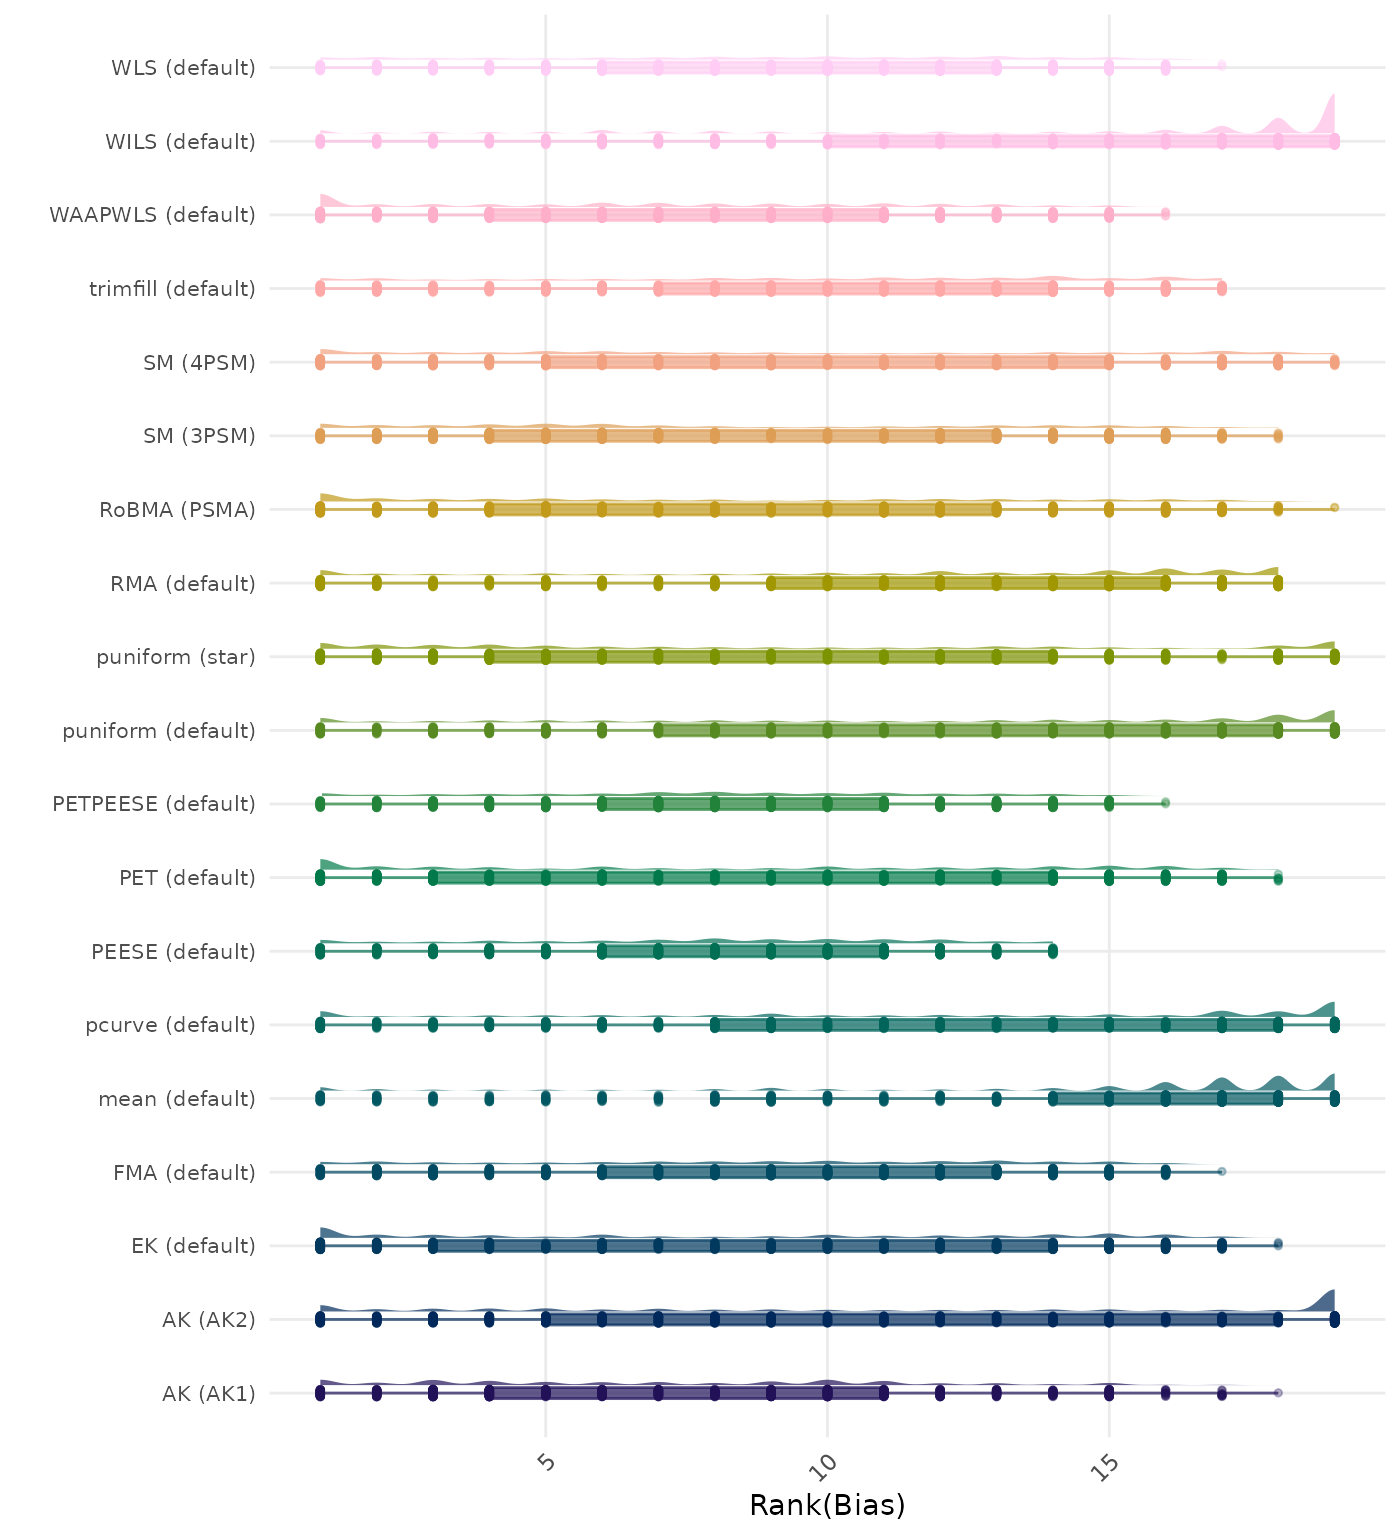 WLS (default)
WILS (default)
WAAPWLS (default)
trimfill (default)
SM (4PSM)
SM (3PSM)
RoBMA (PSMA)
RMA (default)
puniform (star)
puniform (default)
PETPEESE (default)
PET (default)
PEESE (default)
pcurve (default)
mean (default)
FMA (default)
EK (default)
AK (AK2)
AK (AK1)
5 10 15
Rank(Bias)